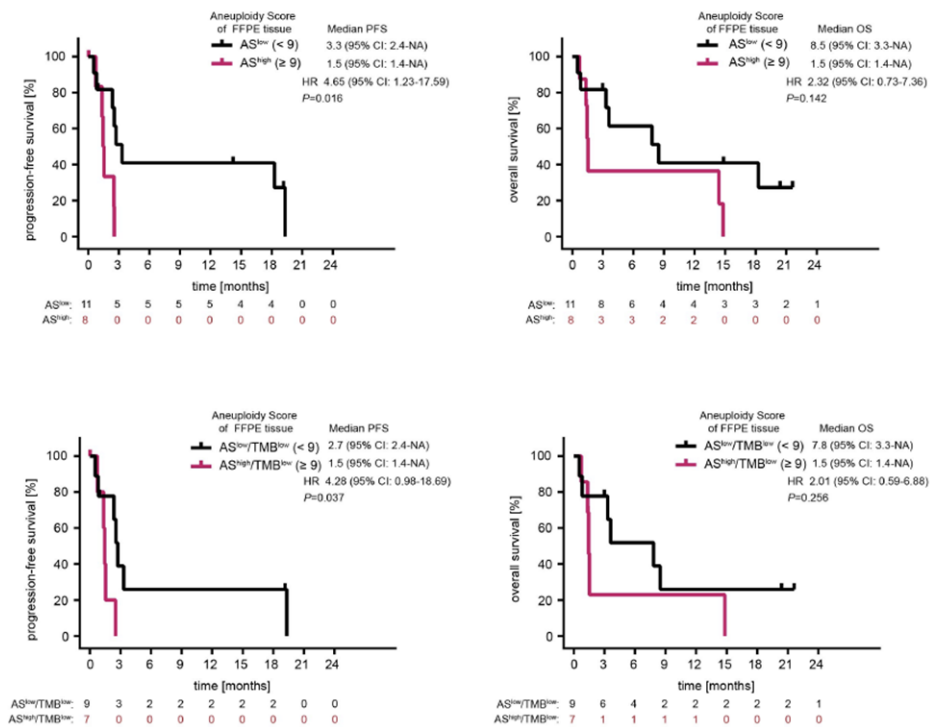 Aneuploidy Score
of FFPE tissue Median PFS
ASlow (< 9) 3.3 (95% CI: 2.4-NA)
AShigh (≥ 9) 1.5 (95% CI: 1.4-NA)
HR 4.65 (95% CI: 1.23-17.59)
P=0.016
progression-free survival [%]
100
80
60
40
20
0
0 3 6 9 12 15 18 21 24
time [months]
ASlow: 11 5 5 5 5 4 4 0 0
AShigh: 8 0 0 0 0 0 0 0 0
Aneuploidy Score
of FFPE tissue Median OS
ASlow (< 9) 8.5 (95% CI: 3.3-NA)
AShigh (≥ 9) 1.5 (95% CI: 1.4-NA)
HR 2.32 (95% CI: 0.73-7.36)
P=0.142
overall survival [%]
100
80
60
40
20
0
0 3 6 9 12 15 18 21 24
time [months]
ASlow: 11 8 6 4 4 3 3 2 1
AShigh: 8 3 3 2 2 0 0 0 0
Aneuploidy Score
of FFPE tissue Median PFS
ASlow/TMBlow (< 9) 2.7 (95% CI: 2.4-NA)
AShigh/TMBlow (≥ 9) 1.5 (95% CI: 1.4-NA)
HR 4.28 (95% CI: 0.98-18.69)
P=0.037
progression-free survival [%]
100
80
60
40
20
0
0 3 6 9 12 15 18 21 24
time [months]
ASlow/TMBlow: 9 3 2 2 2 2 2 0 0
AShigh/TMBlow: 7 0 0 0 0 0 0 0 0
Aneuploidy Score
of FFPE tissue Median OS
ASlow/TMBlow (< 9) 7.8 (95% CI: 3.3-NA)
AShigh/TMBlow (≥ 9) 1.5 (95% CI: 1.4-NA)
HR 2.01 (95% CI: 0.59-6.88)
P=0.256
overall survival [%]
100
80
60
40
20
0
0 3 6 9 12 15 18 21 24
time [months]
ASlow/TMBlow: 9 6 4 2 2 2 2 2 1
AShigh/TMBlow: 7 1 1 1 1 0 0 0 0